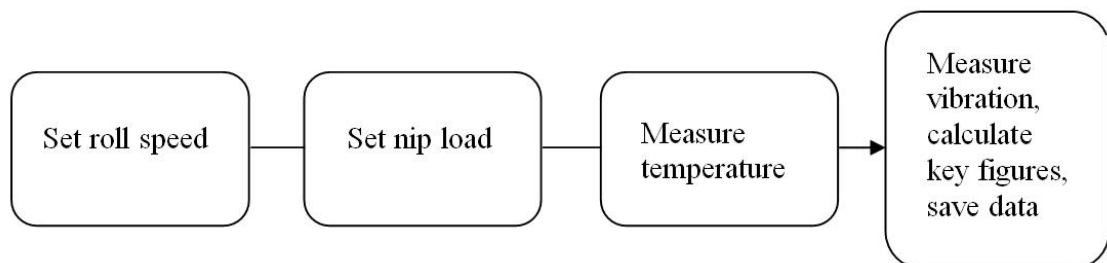 Set roll speed
Set nip load
Measure
temperature
Measure
vibration,
calculate
key figures,
save data